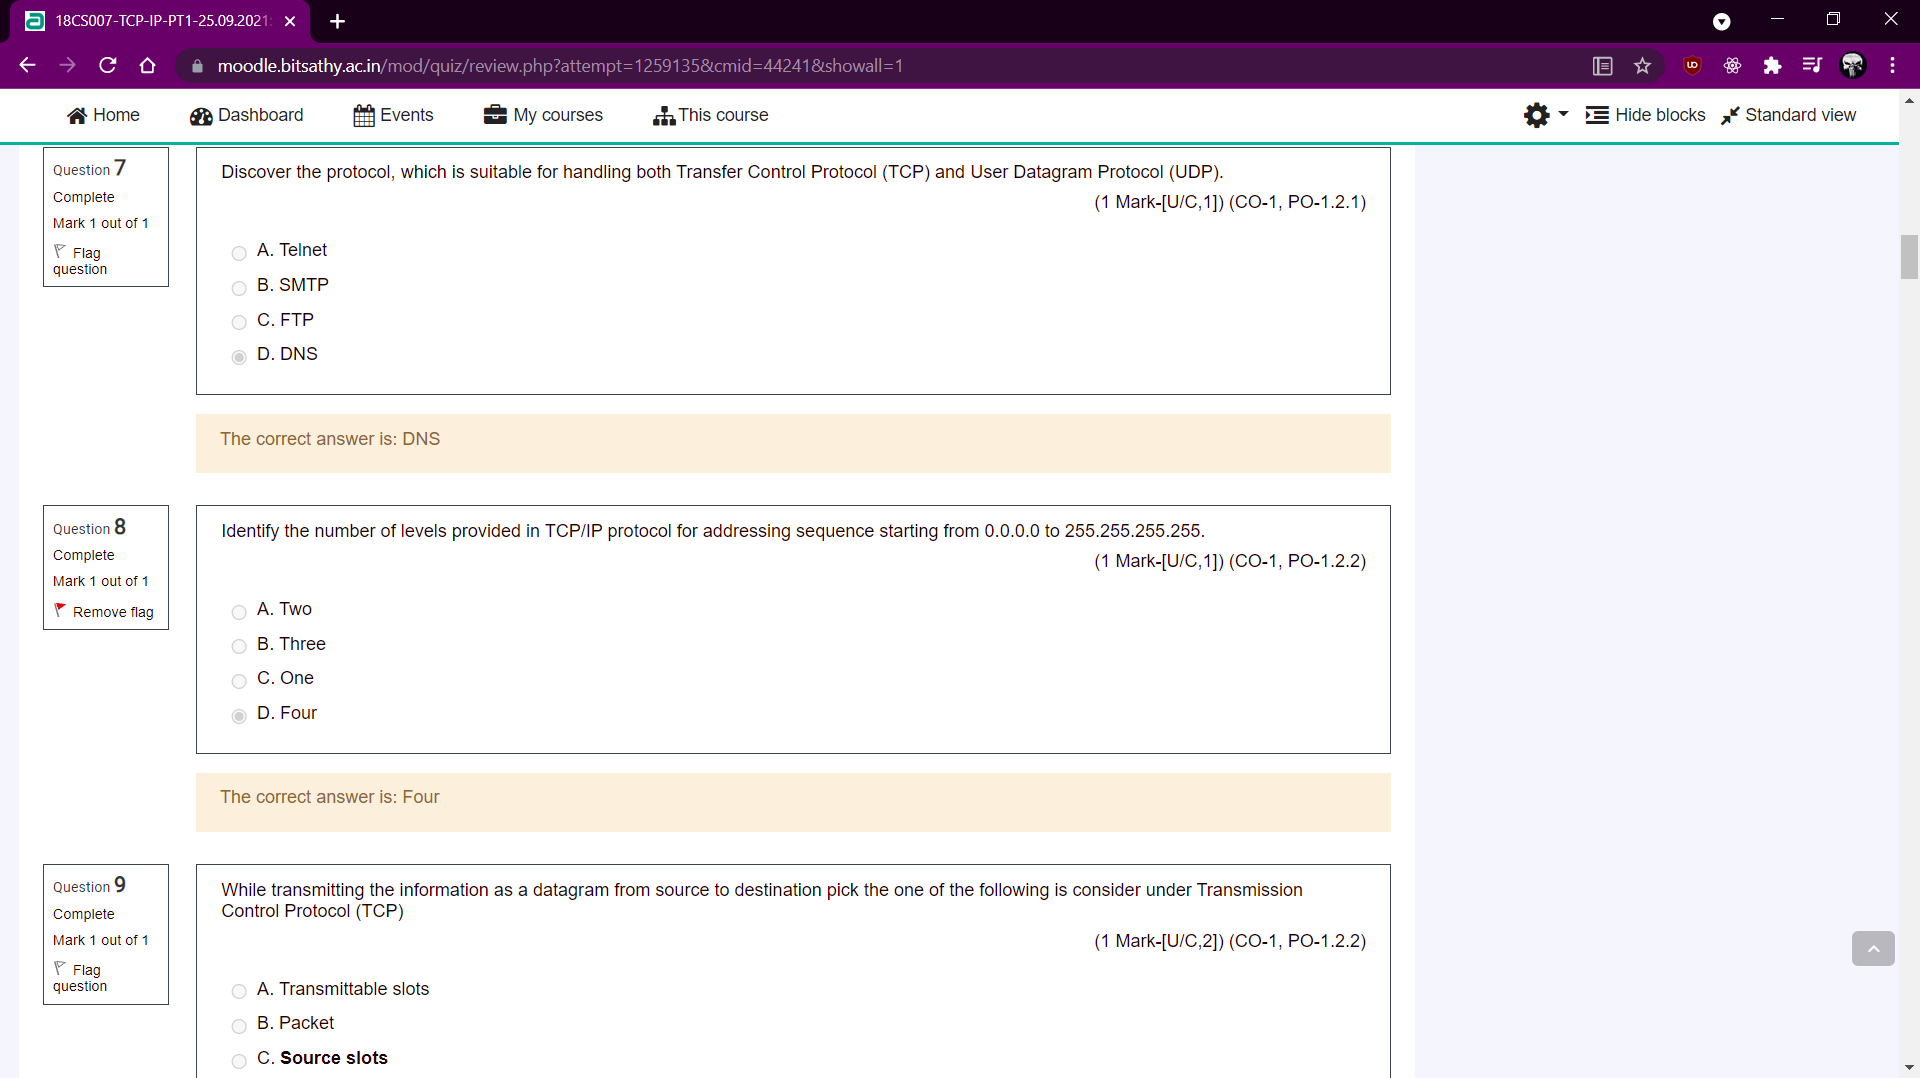 18CS007-TCP-IP-PT1-25.09.2021
moodle.bitsathy.ac.in/mod/quiz/review.php?attempt=1259135&cmid=44241&showall=1
Home Dashboard Events My courses This course Hide blocks Standard view
Question 7
Complete
Mark 1 out of 1
Flag
question
Discover the protocol, which is suitable for handling both Transfer Control Protocol (TCP) and User Datagram Protocol (UDP).
(1 Mark-[U/C,1]) (CO-1, PO-1.2.1)
A. Telnet
B. SMTP
C. FTP
D. DNS
The correct answer is: DNS
Question 8
Complete
Mark 1 out of 1
Remove flag
Identify the number of levels provided in TCP/IP protocol for addressing sequence starting from 0.0.0.0 to 255.255.255.255.
(1 Mark-[U/C,1]) (CO-1, PO-1.2.2)
A. Two
B. Three
C. One
D. Four
The correct answer is: Four
Question 9
Complete
Mark 1 out of 1
Flag
question
While transmitting the information as a datagram from source to destination pick the one of the following is consider under Transmission
Control Protocol (TCP)
(1 Mark-[U/C,2]) (CO-1, PO-1.2.2)
A. Transmittable slots
B. Packet
C. Source slots